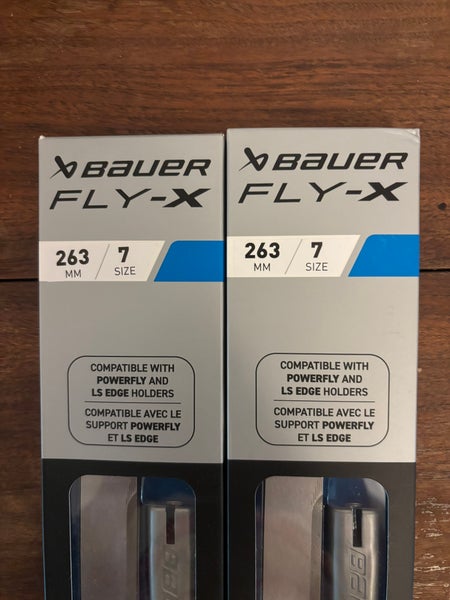 BAUER
FLY-X
263 MM / 7 SIZE
COMPATIBLE WITH
POWERFLY AND
LS EDGE HOLDERS
COMPATIBLE AVEC LE
SUPPORT POWERFLY
ET LS EDGE
BAUER
FLY-X
263 MM / 7 SIZE
COMPATIBLE WITH
POWERFLY AND
LS EDGE HOLDERS
COMPATIBLE AVEC LE
SUPPORT POWERFLY
ET LS EDGE